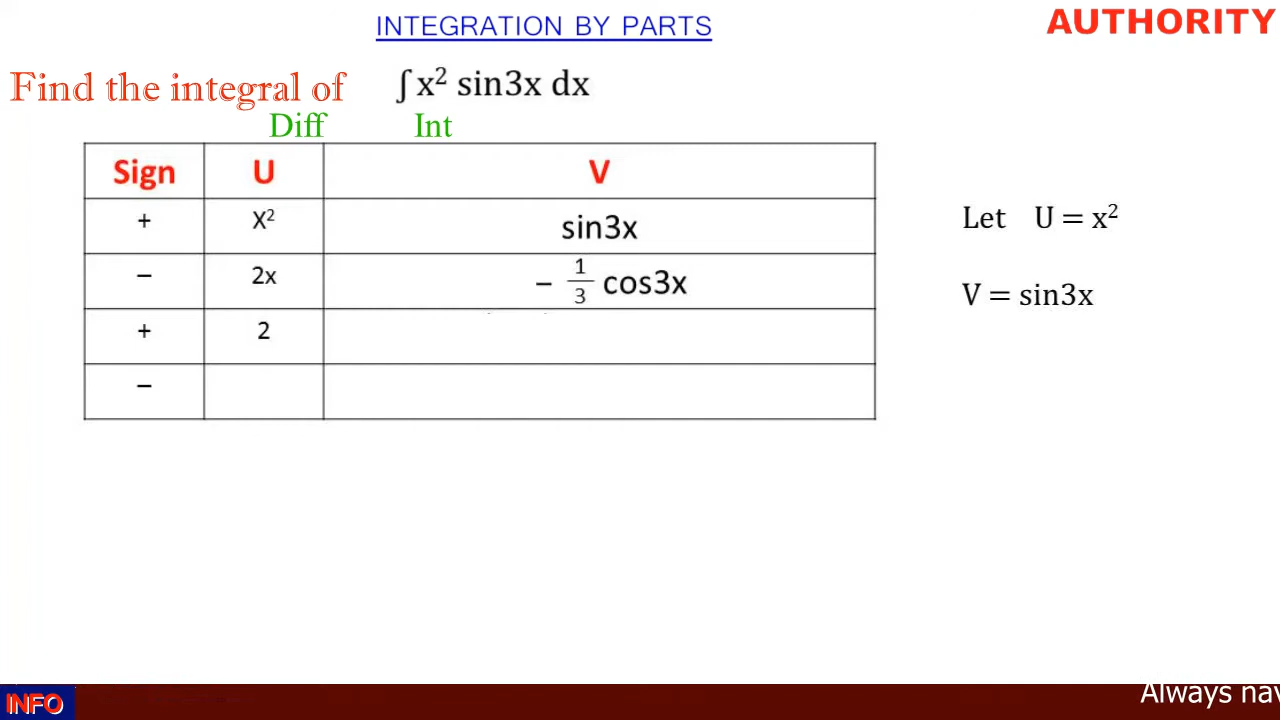 INTEGRATION BY PARTS
AUTHORITY
Find the integral of ∫ x² sin3x dx
Diff Int
Sign U V
+ X² sin3x
− 2x − 1/3 cos3x
+ 2
−
Let U = x²
V = sin3x
INFO
Always nav